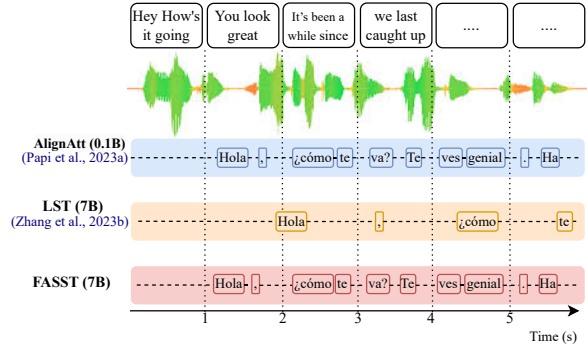 Hey How's
it going
You look
great
It's been a
while since
we last
caught up
....
....
AlignAtt (0.1B)
(Papi et al., 2023a)
Hola , ¿cómo te va? Te ves genial . Ha
LST (7B)
(Zhang et al., 2023b)
Hola , ¿cómo te
FASST (7B)
Hola , ¿cómo te va? Te ves genial . Ha
1 2 3 4 5
Time (s)